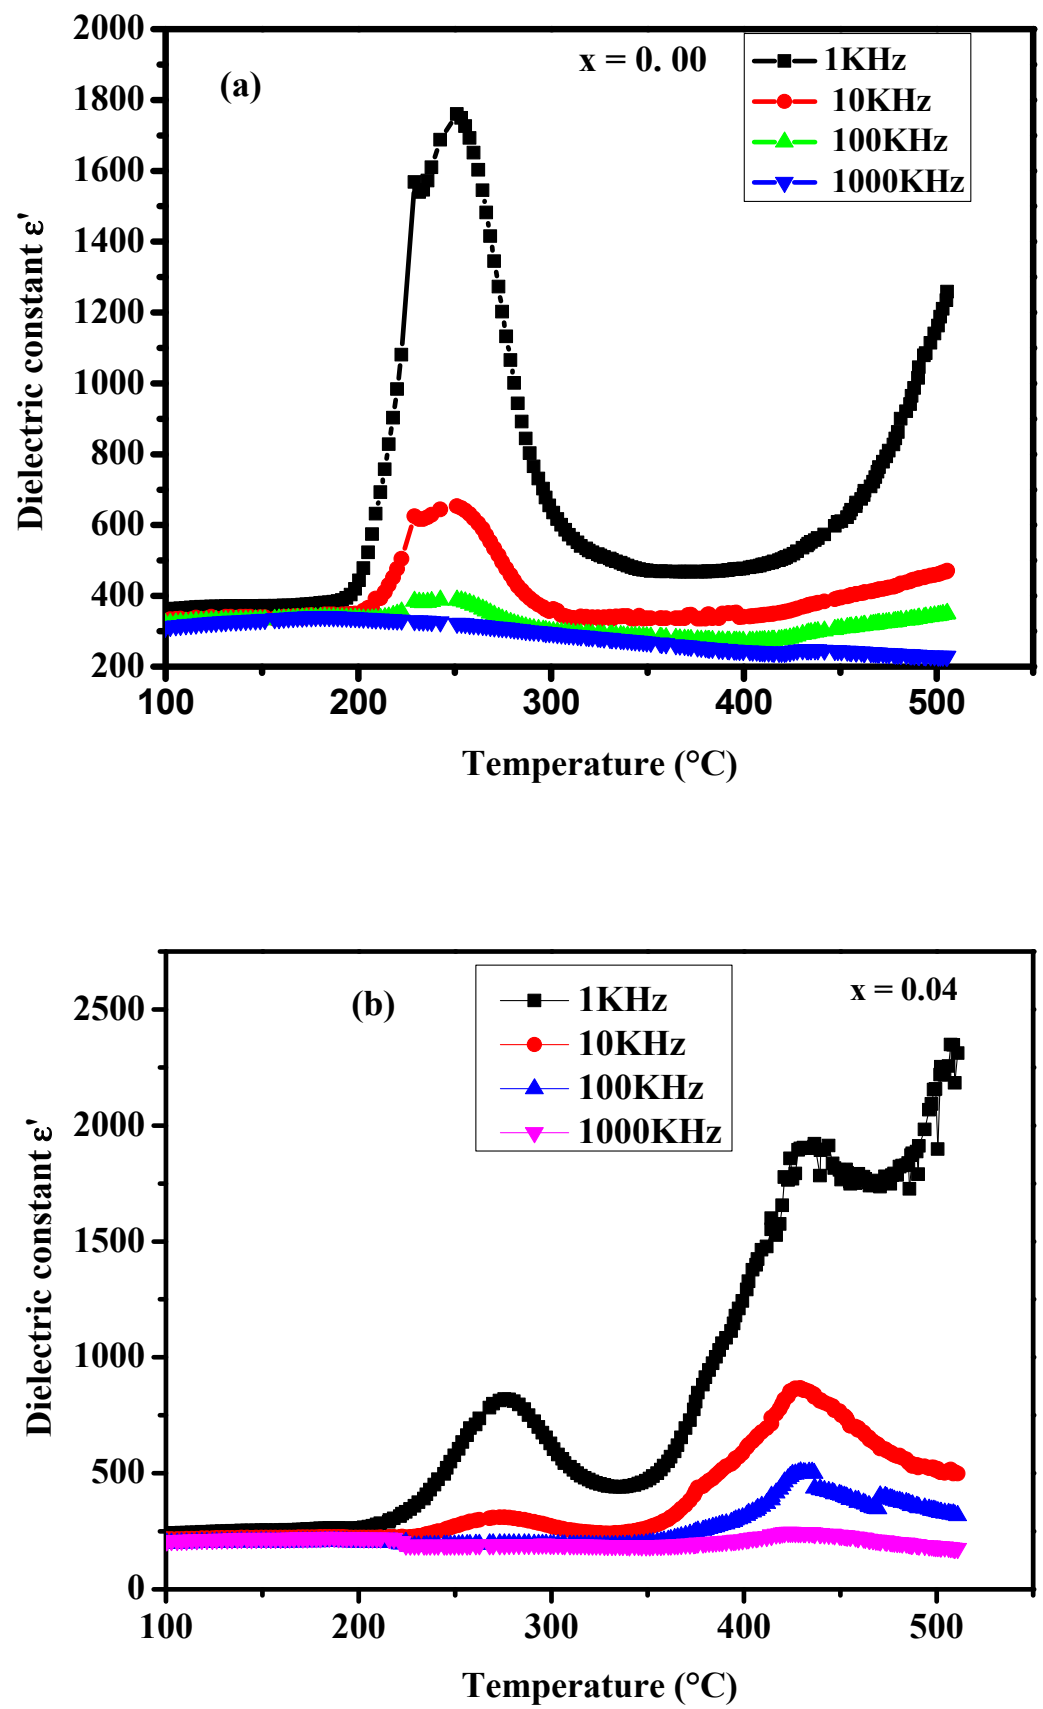 2000
1800
1600
1400
1200
1000
800
600
400
200
100
200
300
400
500
Dielectric constant ε'
Temperature (°C)
(a)
x = 0. 00
1KHz
10KHz
100KHz
1000KHz
2500
2000
1500
1000
500
0
100
200
300
400
500
Dielectric constant ε'
Temperature (°C)
(b)
x = 0.04
1KHz
10KHz
100KHz
1000KHz